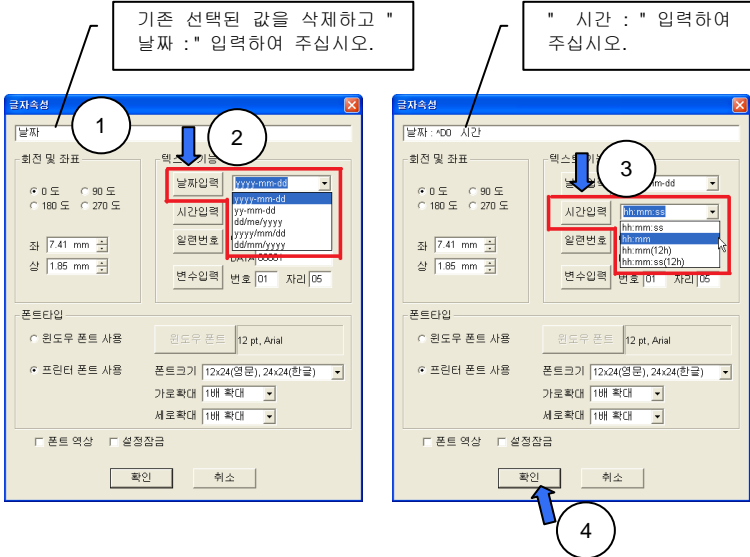 기존 선택된 값을 삭제하고 "
날짜 :" 입력하여 주십시오.
" 시간 : " 입력하여
주십시오.
글자속성
날짜
1
2
회전 및 좌표
0 도
90 도
180 도
270 도
좌 7.41 mm
상 1.85 mm
날짜입력 yyyy-mm-dd
yyyy-mm-dd
yy-mm-dd
dd/me/yyyy
yyyy/mm/dd
dd/mm/yyyy
시간입력
일련번호
변수입력 번호 01 자리 05
폰트타입
윈도우 폰트 사용
윈도우 폰트 12 pt, Arial
프린터 폰트 사용
폰트크기 12x24(영문), 24x24(한글)
가로확대 1배 확대
세로확대 1배 확대
폰트 역상
설정잠금
확인
취소
글자속성
날짜 : ^D0 시간
3
회전 및 좌표
0 도
90 도
180 도
270 도
좌 7.41 mm
상 1.85 mm
시간입력 hh:mm:ss
hh:mm:ss
hh:mm
hh:mm(12h)
hh:mm:ss(12h)
일련번호
변수입력 번호 01 자리 05
폰트타입
윈도우 폰트 사용
윈도우 폰트 12 pt, Arial
프린터 폰트 사용
폰트크기 12x24(영문), 24x24(한글)
가로확대 1배 확대
세로확대 1배 확대
폰트 역상
설정잠금
확인
취소
4